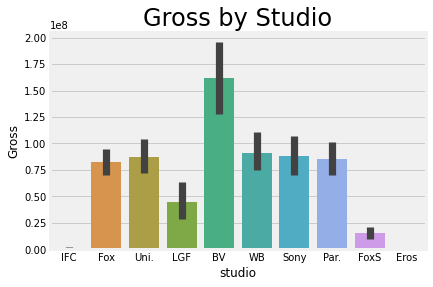 Gross by Studio
1e8
2.00
1.75
1.50
1.25
1.00
0.75
0.50
0.25
0.00
Gross
IFC Fox Uni. LGF BV WB Sony Par. FoxS Eros
studio